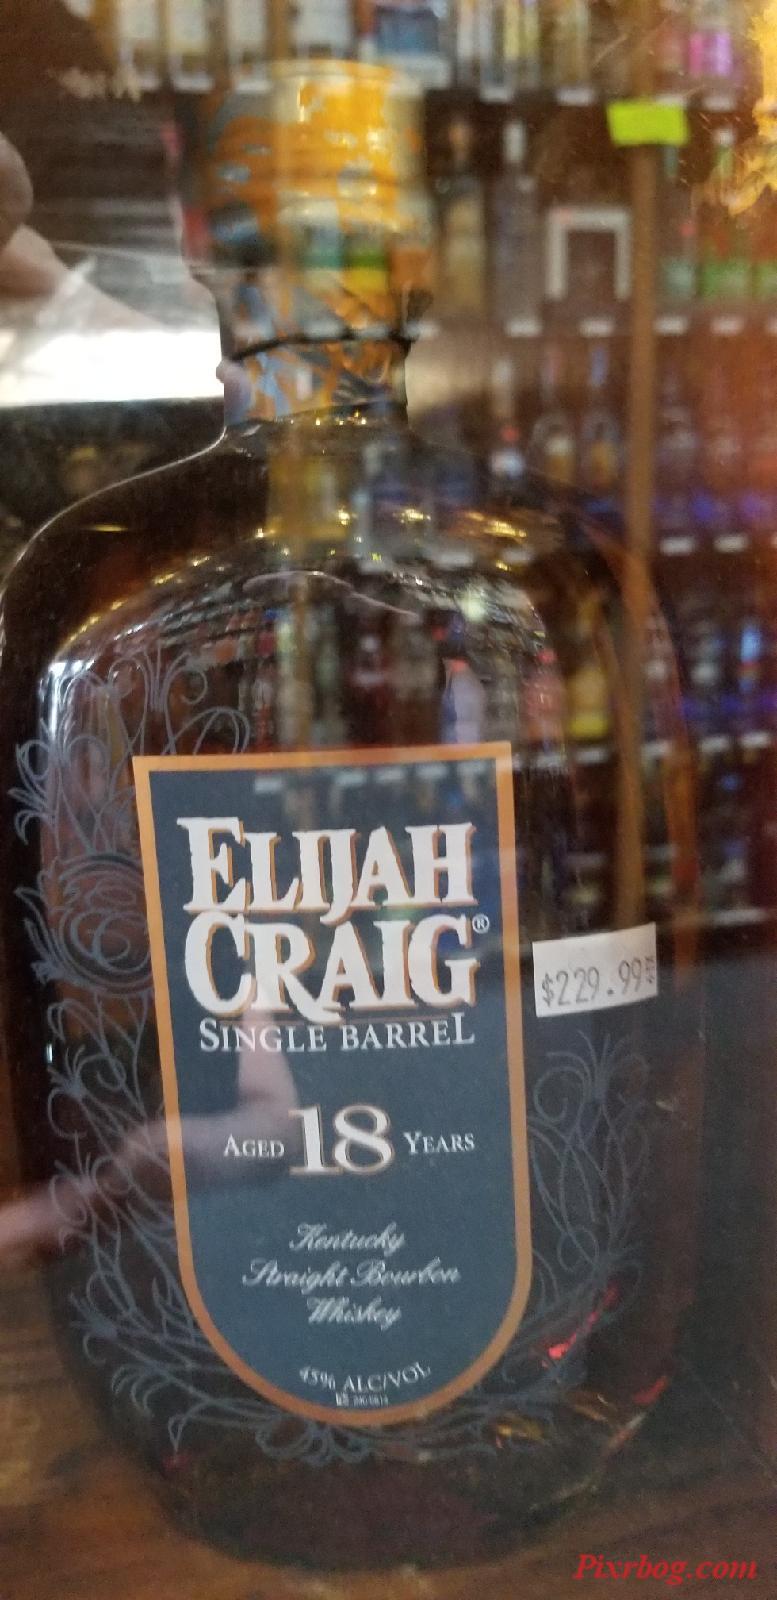 ELIJAH
CRAIG®
SINGLE BARREL
$229.99
AGED 18 YEARS
Kentucky
Straight Bourbon
Whiskey
45% ALC/VOL
Pixrbog.com